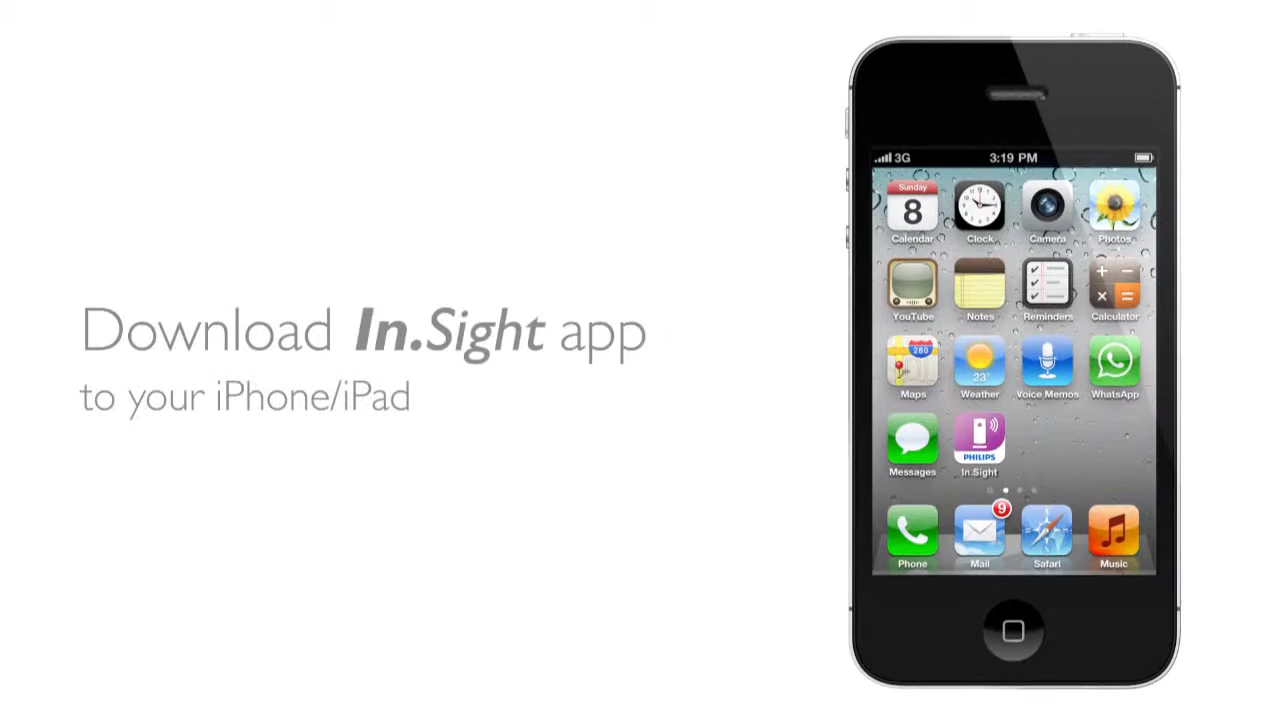 Download In.Sight app
to your iPhone/iPad
3G 3:19 PM
Sunday
8
Calendar Clock Camera Photos
YouTube Notes Reminders Calculator
280
23°
Maps Weather Voice Memos WhatsApp
PHILIPS
Messages In.Sight
9
Phone Mail Safari Music